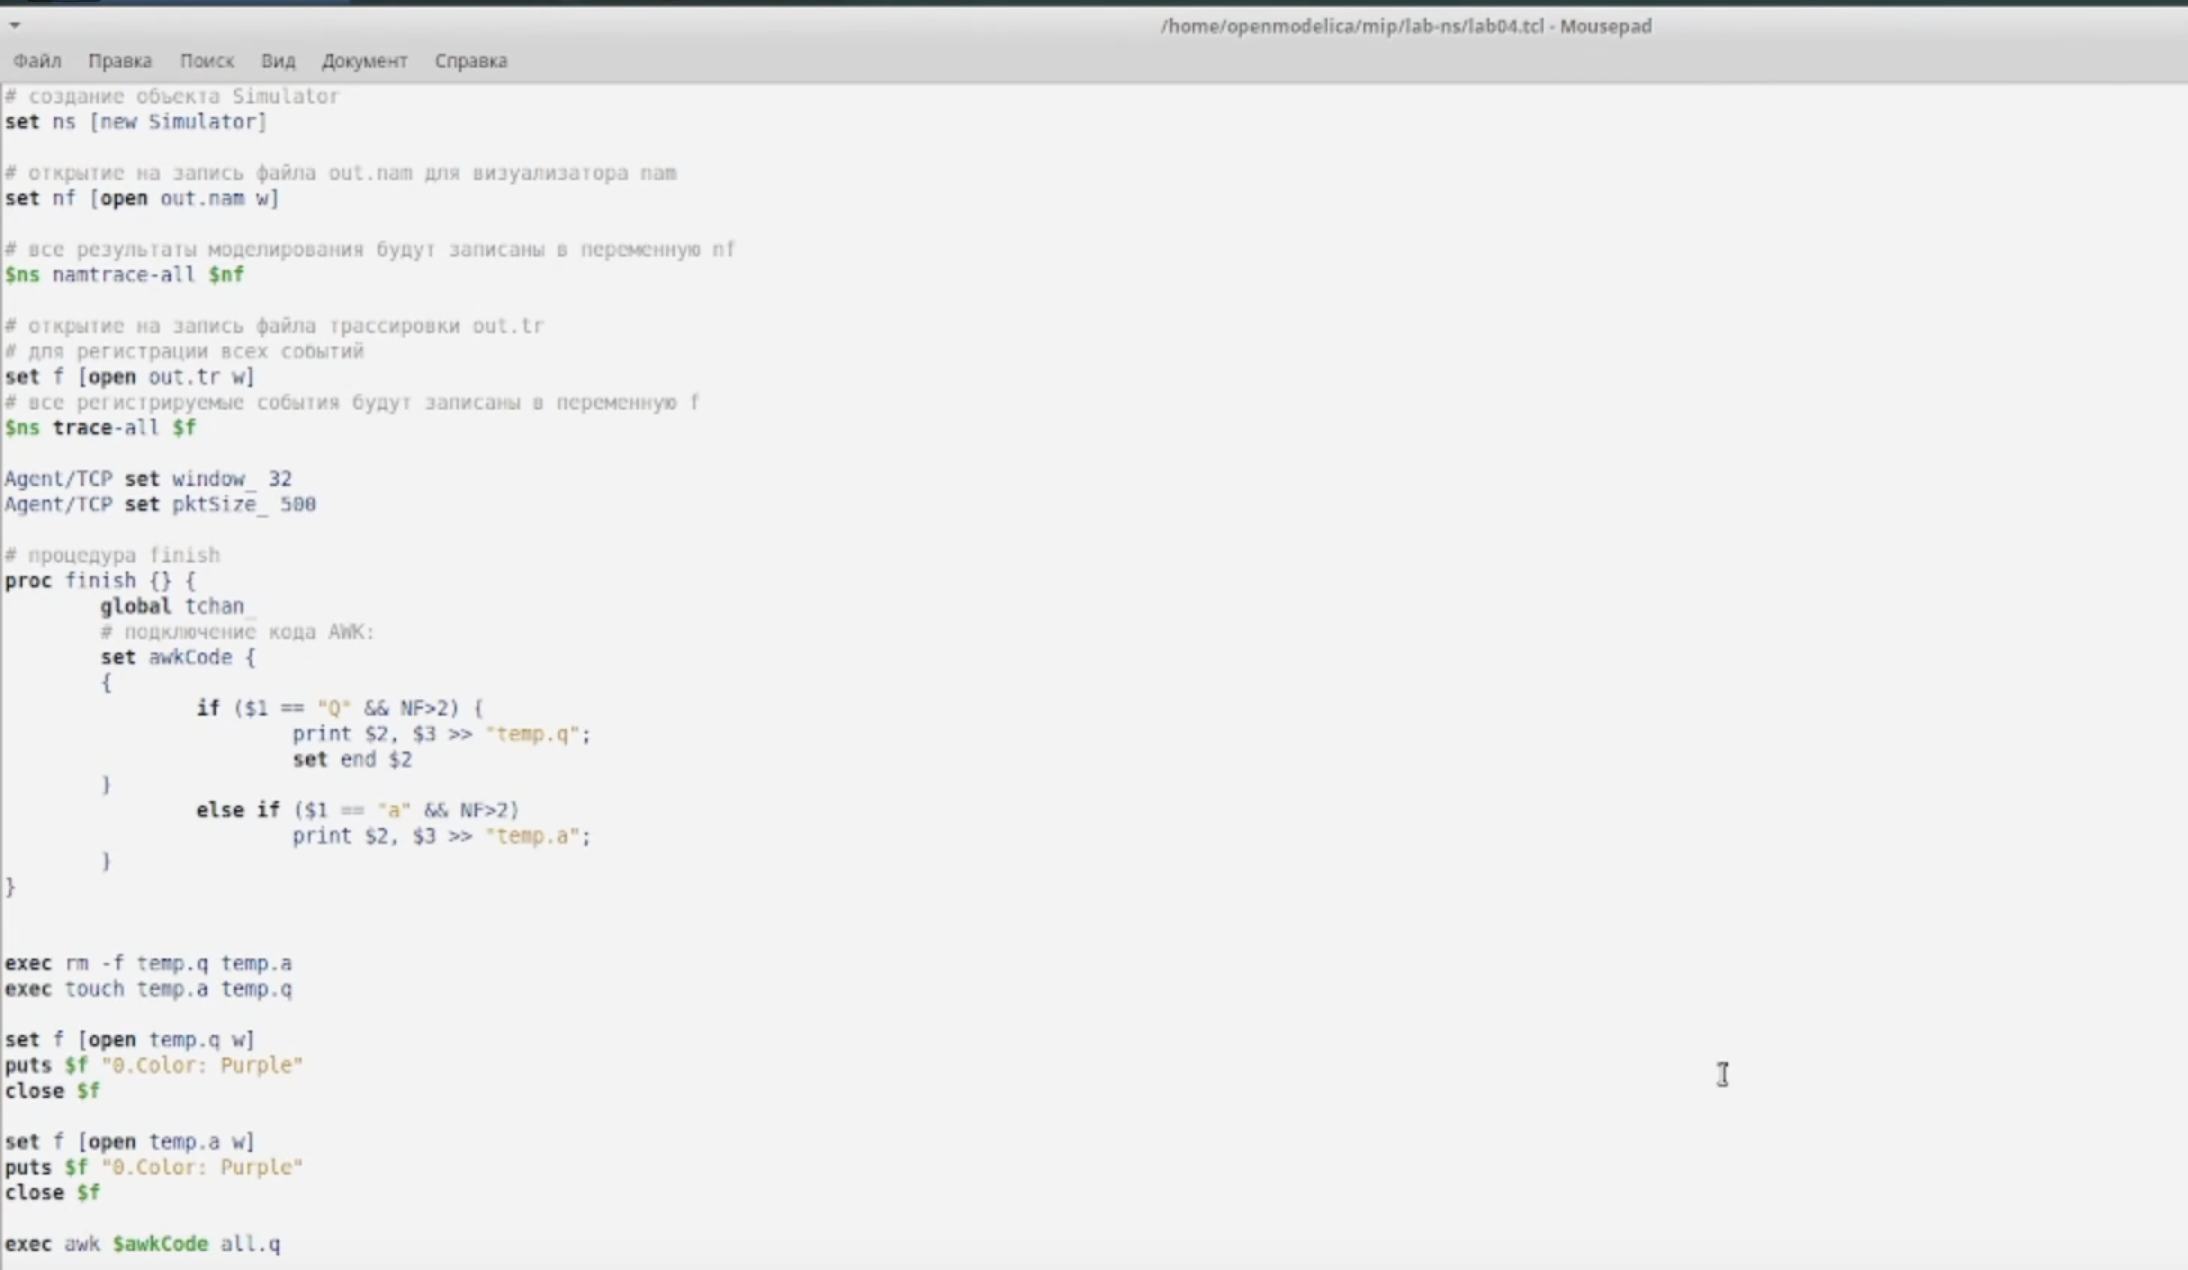 /home/openmodelica/mip/lab-ns/lab04.tcl - Mousepad
Файл Правка Поиск Вид Документ Справка
# создание объекта Simulator
set ns [new Simulator]
# открытие на запись файла out.nam для визуализатора nam
set nf [open out.nam w]
# все результаты моделирования будут записаны в переменную nf
$ns namtrace-all $nf
# открытие на запись файла трассировки out.tr
# для регистрации всех событий
set f [open out.tr w]
# все регистрируемые события будут записаны в переменную f
$ns trace-all $f
Agent/TCP set window_ 32
Agent/TCP set pktSize_ 500
# процедура finish
proc finish {} {
global tchan_
# подключение кода AWK:
set awkCode {
{
if ($1 == "Q" && NF>2) {
print $2, $3 >> "temp.q";
set end $2
}
else if ($1 == "a" && NF>2)
print $2, $3 >> "temp.a";
}
}
exec rm -f temp.q temp.a
exec touch temp.a temp.q
set f [open temp.q w]
puts $f "0.Color: Purple"
close $f
set f [open temp.a w]
puts $f "0.Color: Purple"
close $f
exec awk $awkCode all.q